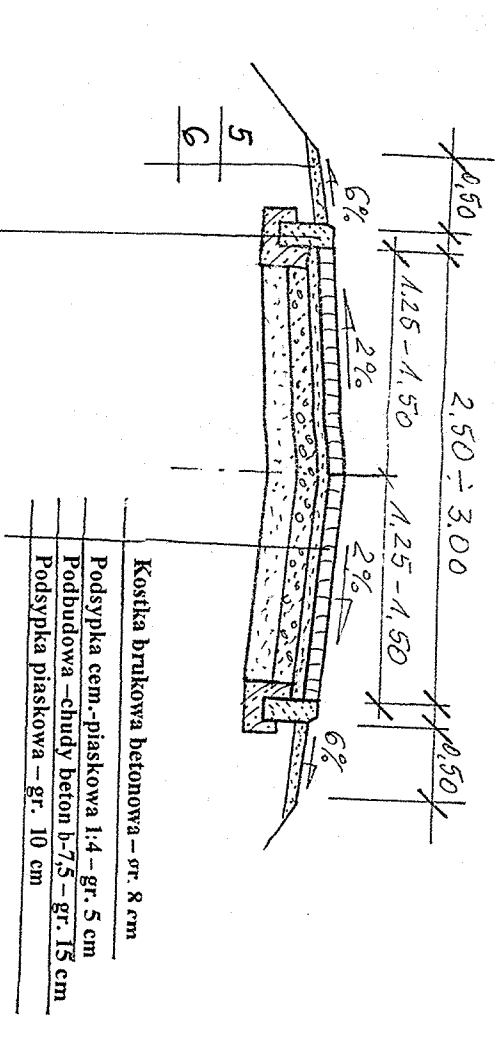 0,50
2,50 ÷ 3.00
0,50
1,25 – 1,50
1,25 – 1,50
6%
2%
2%
6%
5
6
Kostka brukowa betonowa – gr. 8 cm
Podsypka cem.-piaskowa 1:4 – gr. 5 cm
Podbudowa – chudy beton b-7,5 – gr. 15 cm
Podsypka piaskowa – gr. 10 cm